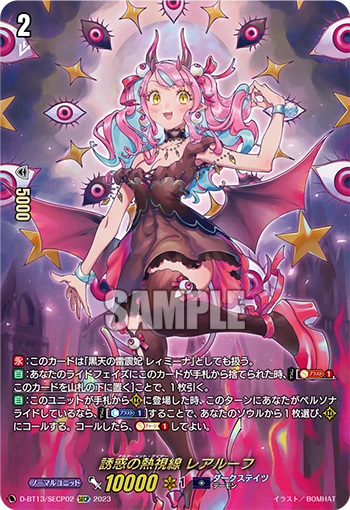 2
5000
SAMPLE
永:このカードは「黒天の雷震妃 レィミーナ」としても扱う。
自:あなたのライドフェイズにこのカードが手札から捨てられた時、【[ブラスト]1,
このカードを山札の下に置く】ことで、1枚引く。
自:このユニットが手札からⓇに登場した時、このターンにあなたがペルソナ
ライドしているなら、【[ブラスト]1】することで、あなたのソウルから1枚選び、Ⓡに
にコールする。コールしたら、[ブラスト]1してよい。
誘惑の熱視線 レアルーフ
ノーマルユニット
10000
1
ダークステイツ
デーモン
D-BT13/SECP02 SEC 2023
イラスト/BOMHAT